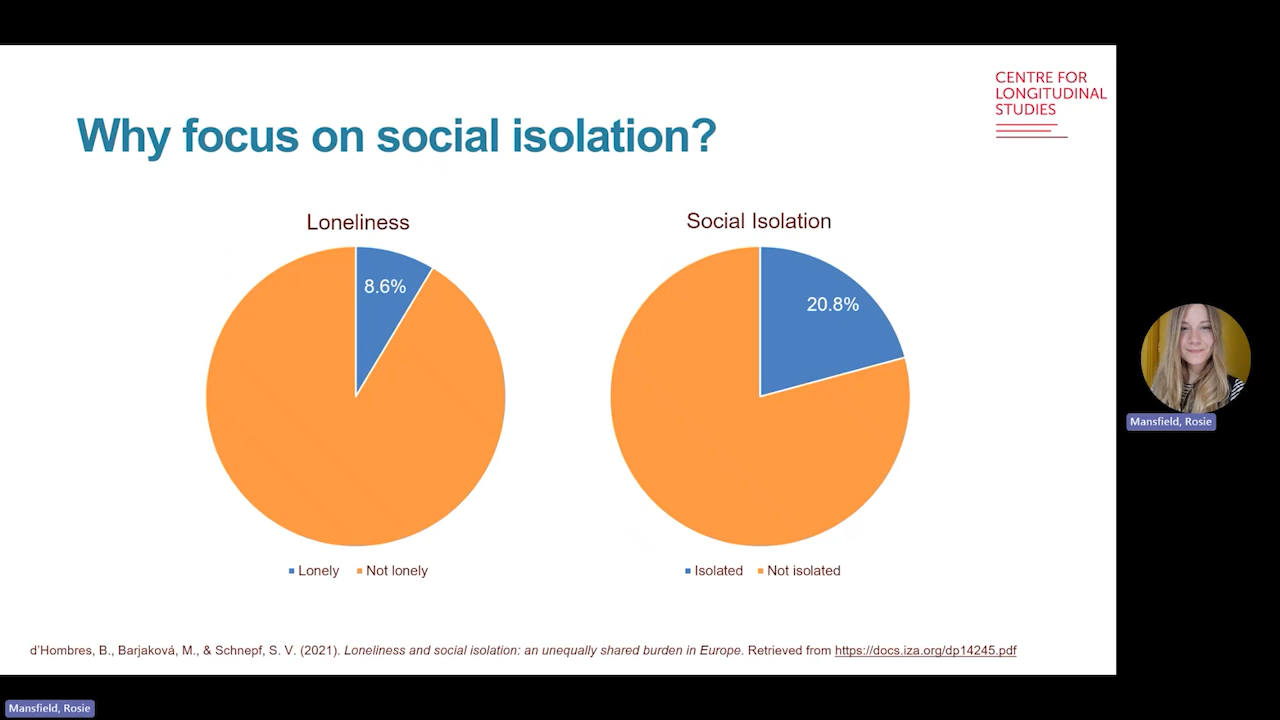 CENTRE FOR
LONGITUDINAL
STUDIES
Why focus on social isolation?
Loneliness
8.6%
Lonely Not lonely
Social Isolation
20.8%
Isolated Not isolated
d'Hombres, B., Barjaková, M., & Schnepf, S. V. (2021). Loneliness and social isolation: an unequally shared burden in Europe. Retrieved from https://docs.iza.org/dp14245.pdf
Mansfield, Rosie
Mansfield, Rosie